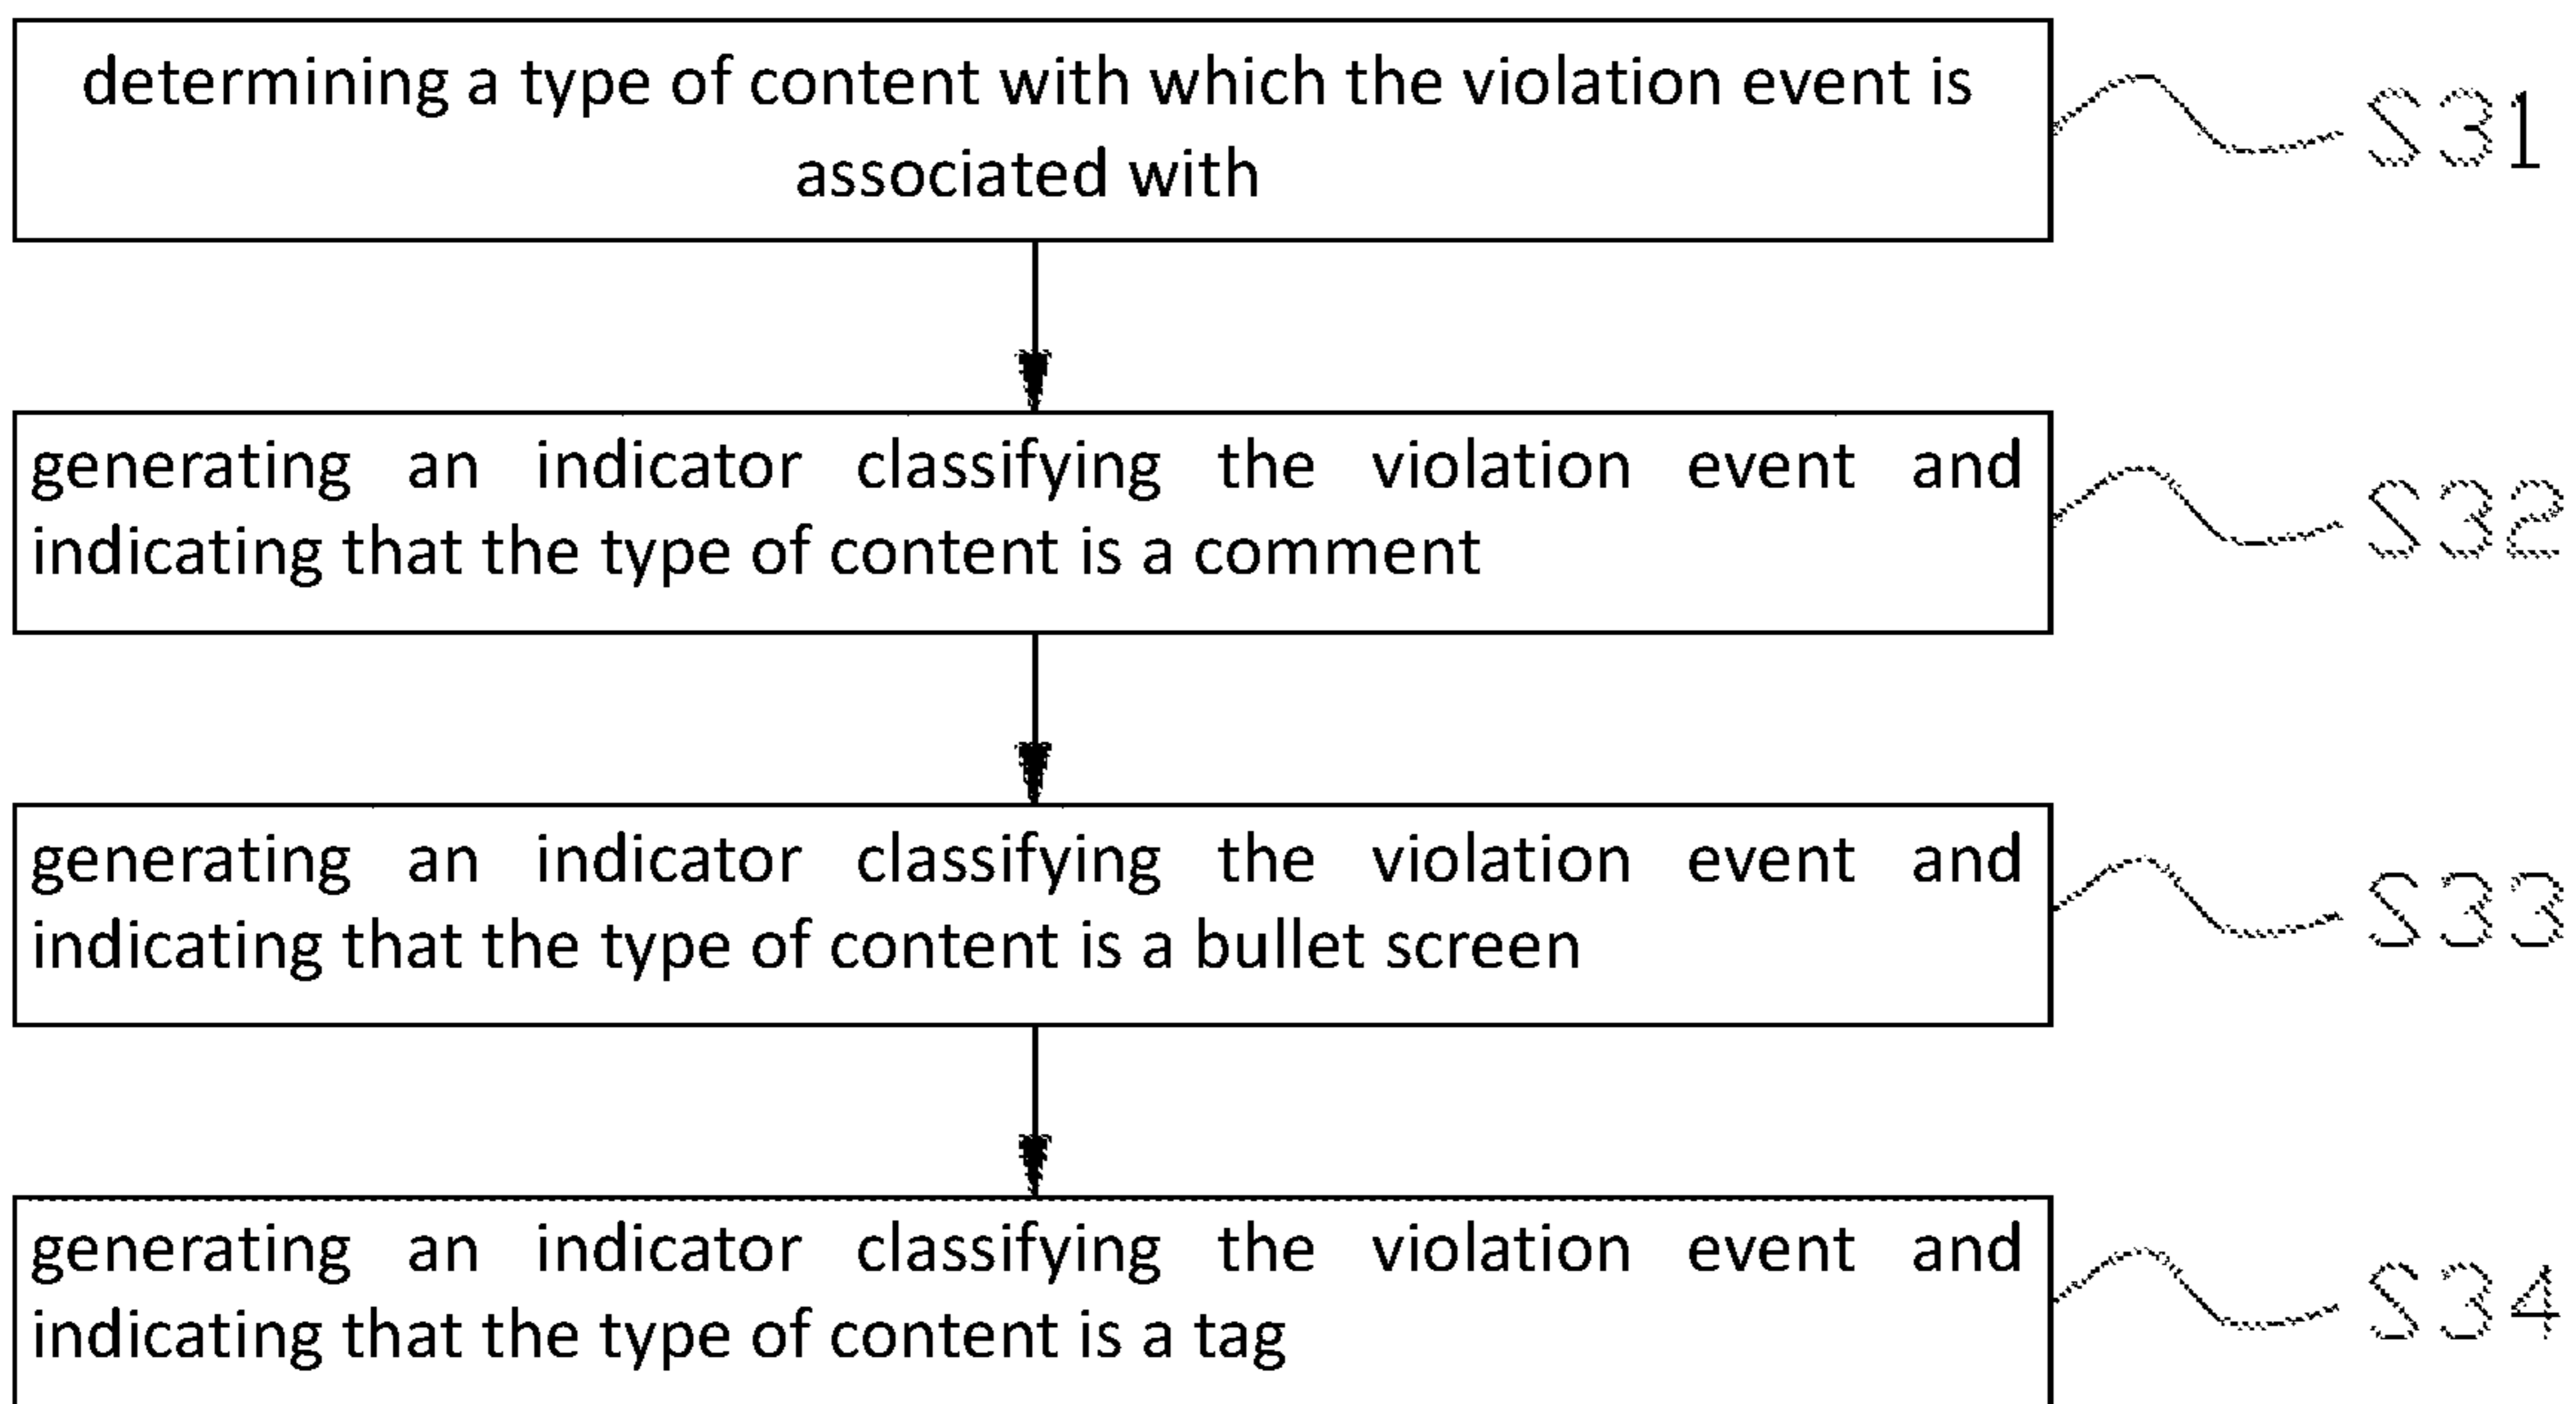 determining a type of content with which the violation event is
associated with
S31
generating an indicator classifying the violation event and
indicating that the type of content is a comment
S32
generating an indicator classifying the violation event and
indicating that the type of content is a bullet screen
S33
generating an indicator classifying the violation event and
indicating that the type of content is a tag
S34